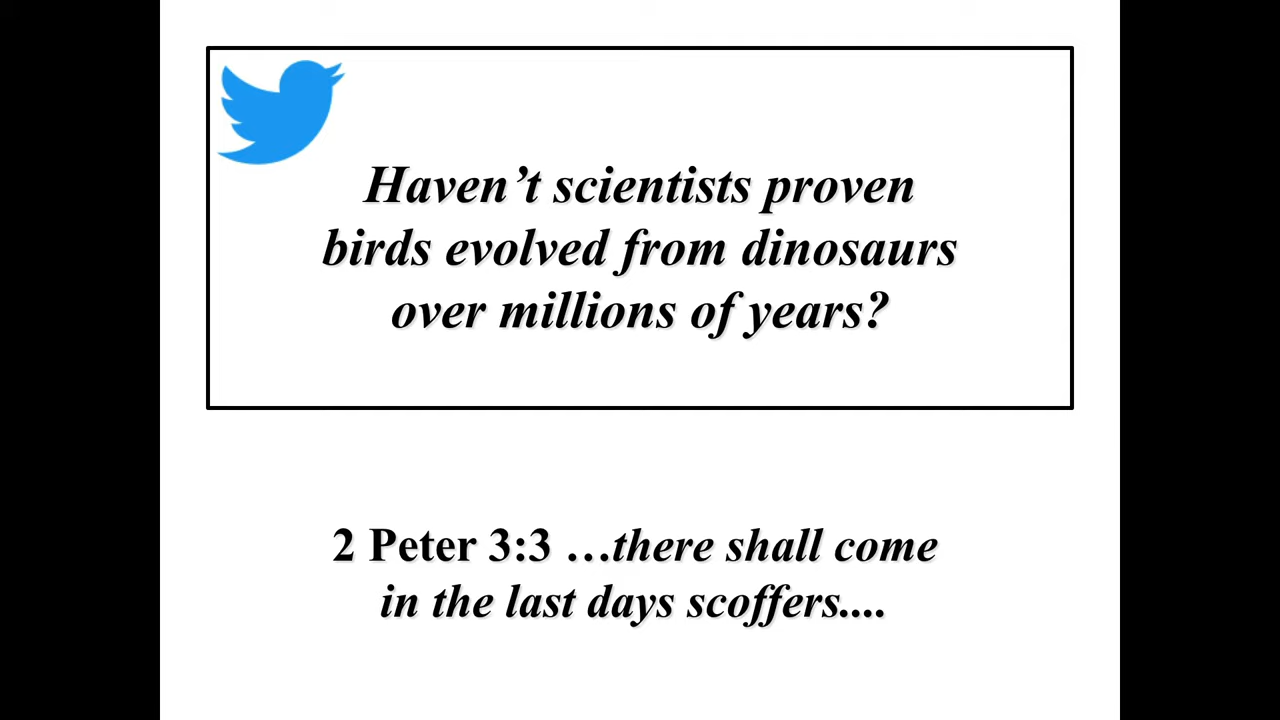 Haven’t scientists proven
birds evolved from dinosaurs
over millions of years?
2 Peter 3:3 …there shall come
in the last days scoffers....